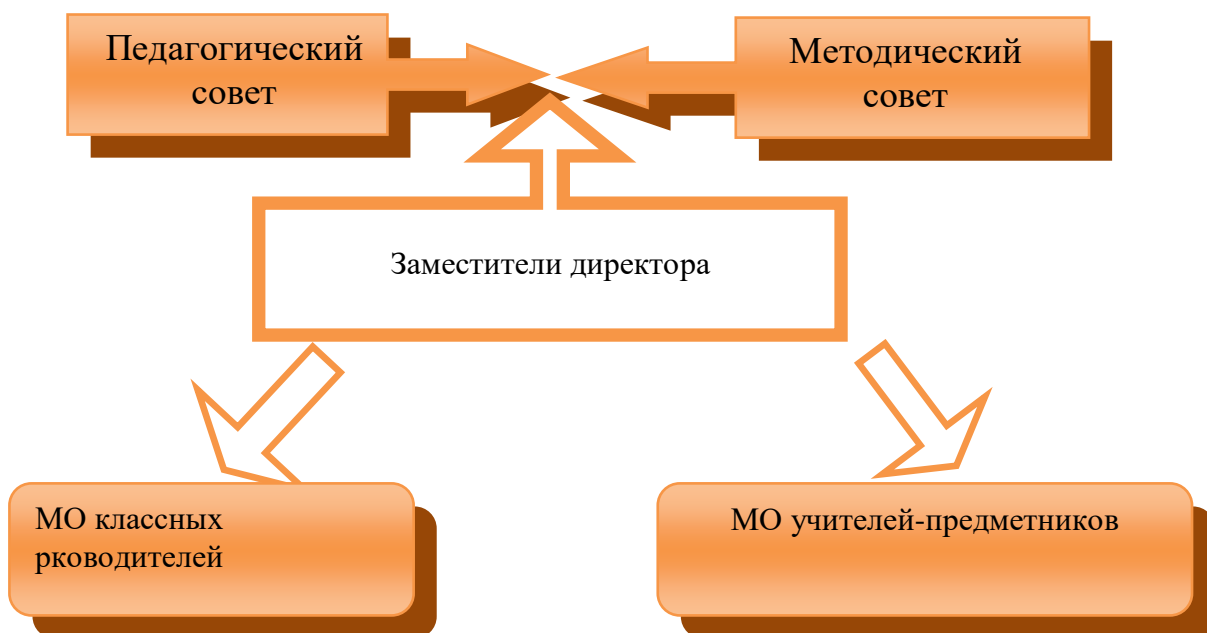 Педагогический
совет
Методический
совет
Заместители директора
МО классных
рководителей
МО учителей-предметников